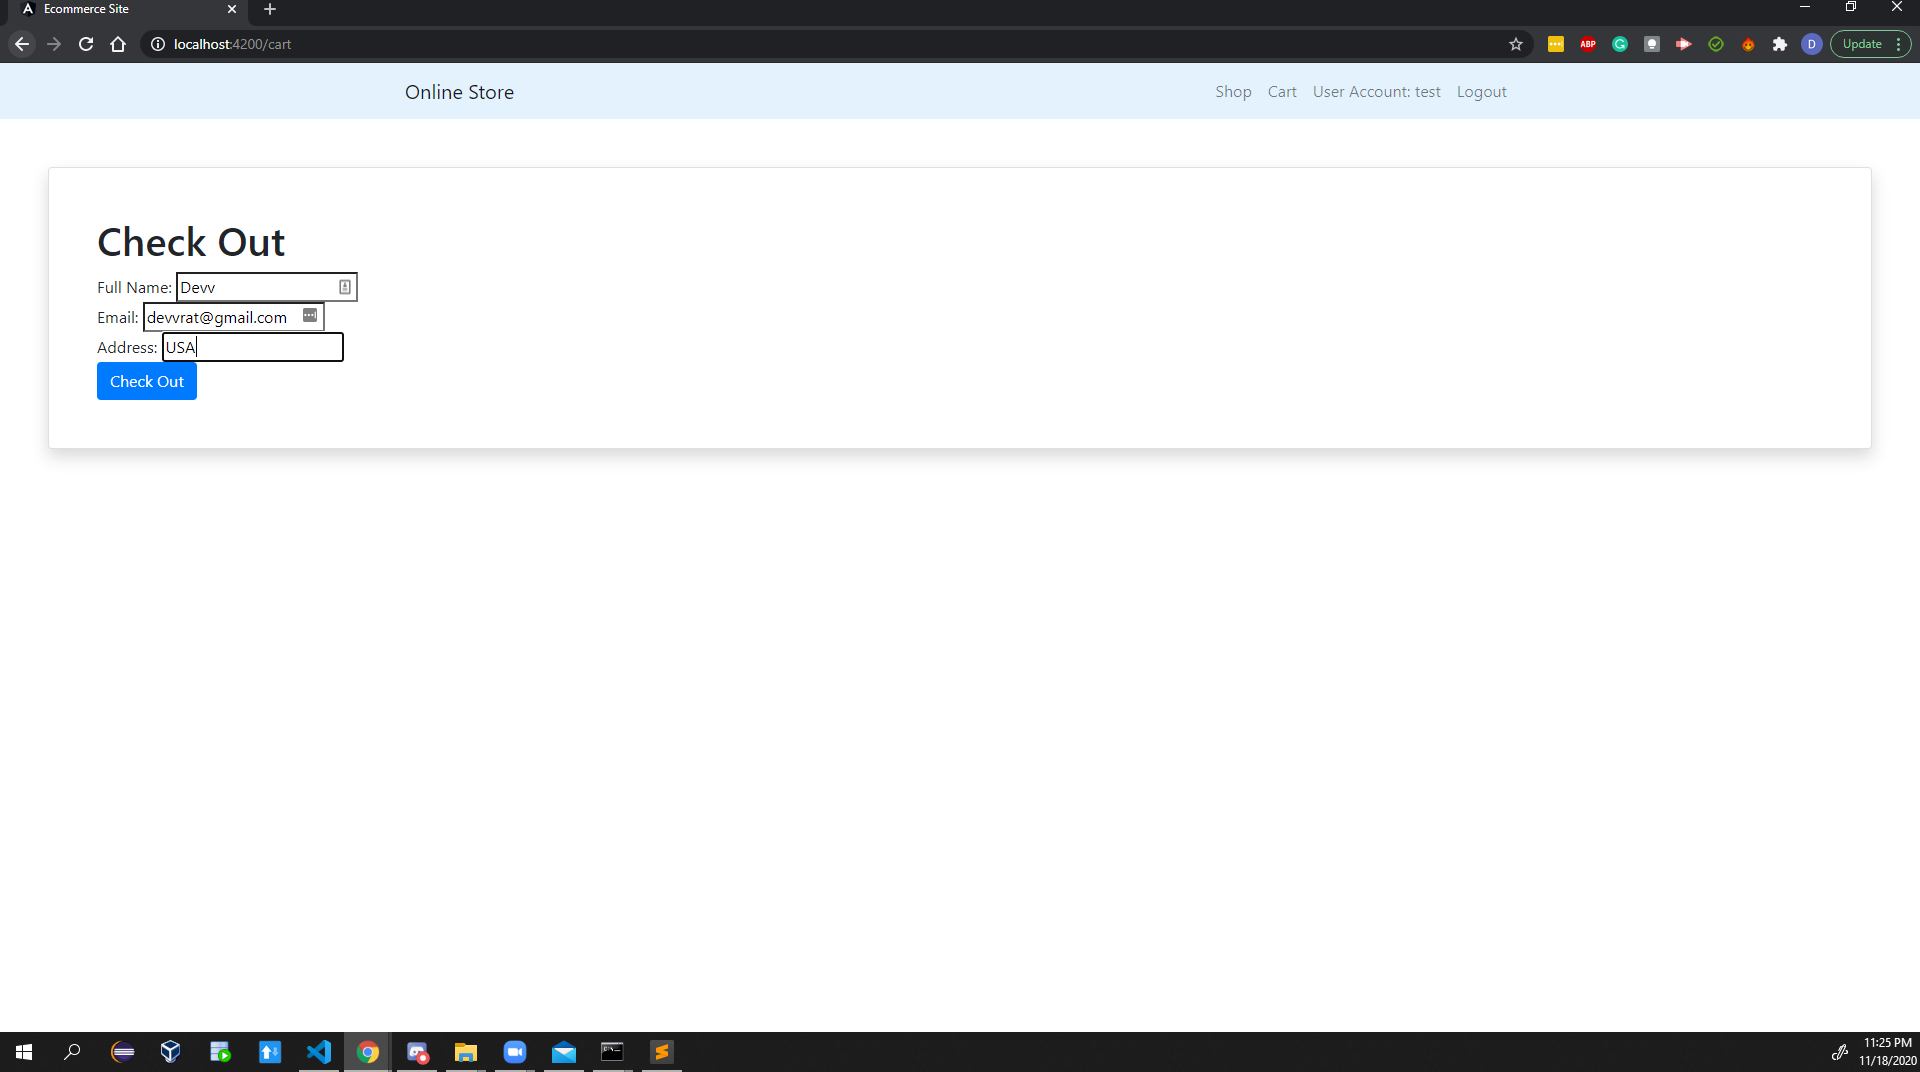 Ecommerce Site
localhost:4200/cart
ABP
D
Update
Online Store
Shop
Cart
User Account: test
Logout
Check Out
Full Name: Devv
Email: devvrat@gmail.com
Address: USA
Check Out
11:25 PM
11/18/2020